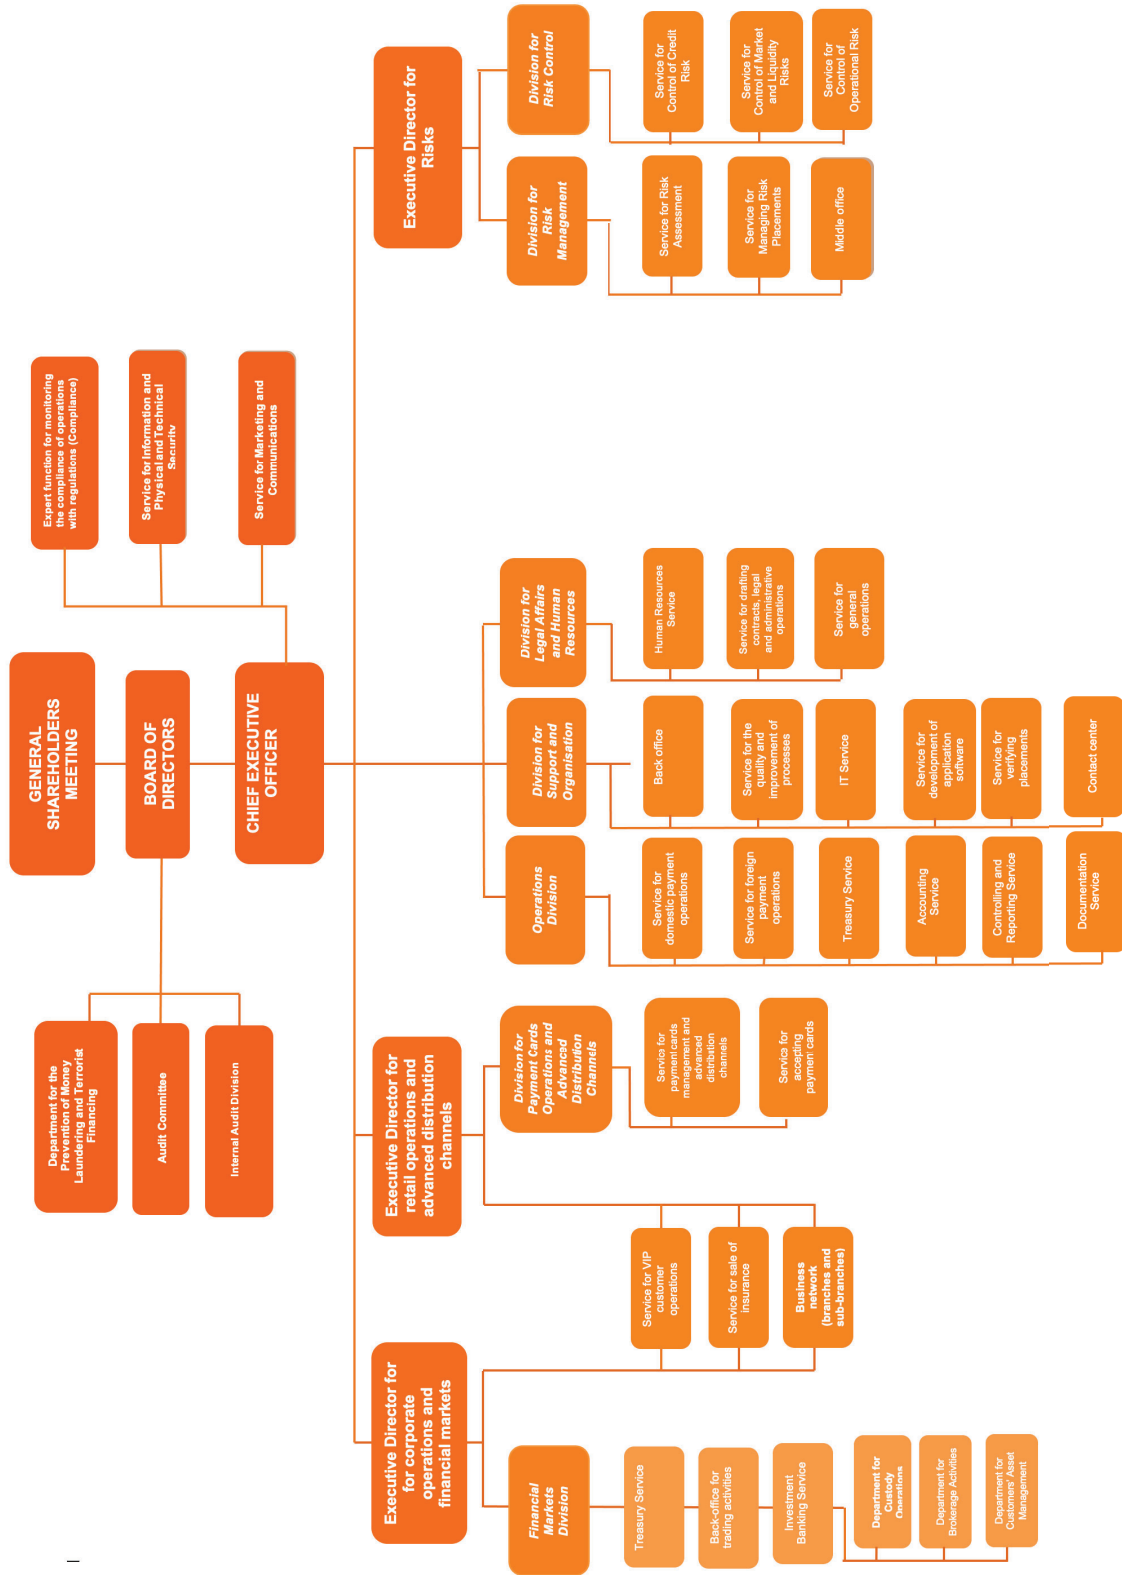 GENERAL
SHAREHOLDERS
MEETING
BOARD OF
DIRECTORS
CHIEF EXECUTIVE
OFFICER
Department for the
Prevention of Money
Laundering and Terrorist
Financing
Audit Committee
Internal Audit Division
Expert function for monitoring
the compliance of operations
with regulations (Compliance)
Service for Information and
Physical and Technical
Security
Service for Marketing and
Communications
Executive Director for
for corporate
operations and
financial markets
Executive Director for
retail operations and
advanced distribution
channels
Executive Director for
Risks
Financial
Markets
Division
Treasury Service
Back-office for
trading activities
Investment
Banking Service
Department for
Custody
Operations
Department for
Brokerage Activities
Department for
Customers' Asset
Management
Service for VIP
customer
operations
Service for sale of
insurance
Business
network
(branches and
sub-branches)
Division for
Payment Cards
Operations and
Advanced
Distribution
Channels
Service for
payment cards
management and
advanced
distribution
channels
Service for
accepting
payment cards
Operations
Division
Service for
domestic payment
operations
Service for foreign
payment
operations
Treasury Service
Accounting
Service
Controlling and
Reporting Service
Documentation
Service
Division for
Support and
Organisation
Back office
Service for the
quality and
improvement of
processes
IT Service
Service for
development of
application
software
Service for
verifying
placements
Contact center
Division for
Legal Affairs
and Human
Resources
Human Resources
Service
Service for drafting
contracts, legal
and administrative
operations
Service for
general
operations
Division for
Risk
Management
Service for Risk
Assessment
Service for
Managing Risk
Placements
Middle office
Division for
Risk Control
Service for
Control of Credit
Risk
Service for
Control of Market
and Liquidity
Risks
Service for
Control of
Operational Risk